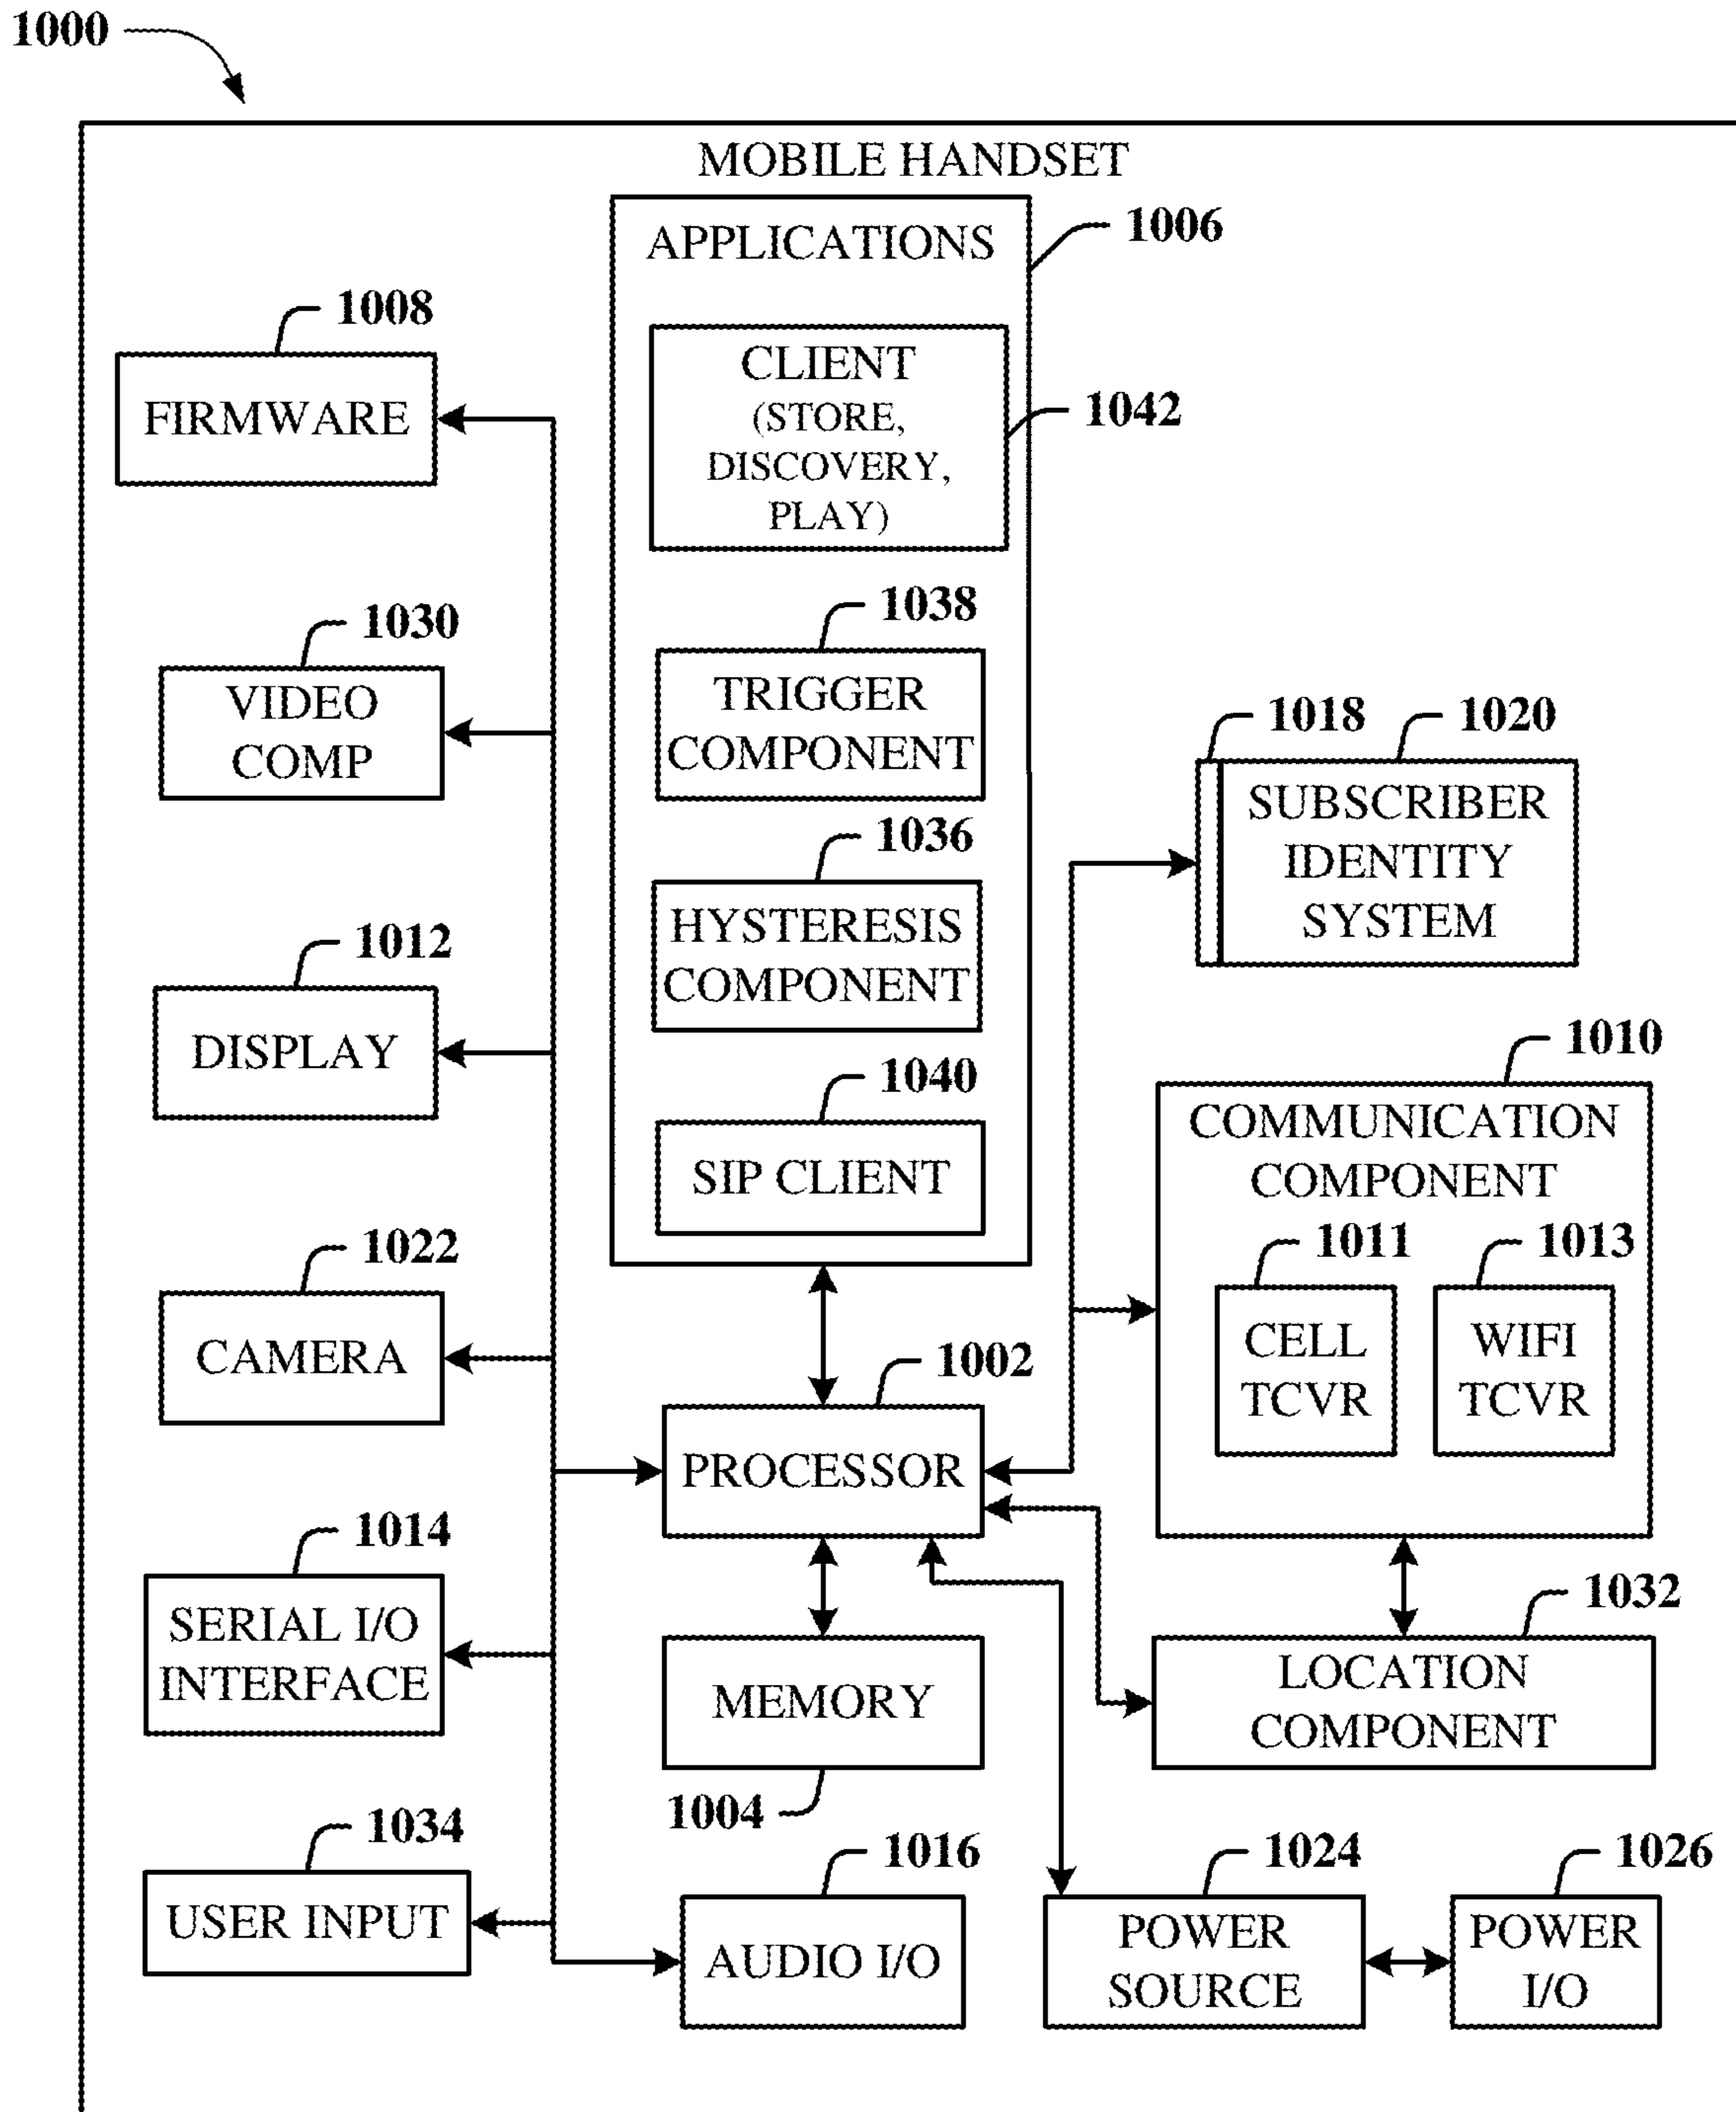 1000
MOBILE HANDSET
APPLICATIONS
1006
1008
FIRMWARE
CLIENT
(STORE,
DISCOVERY,
PLAY)
1042
1030
VIDEO
COMP
1038
TRIGGER
COMPONENT
1018
1020
SUBSCRIBER
IDENTITY
SYSTEM
1036
HYSTERESIS
COMPONENT
1012
DISPLAY
1040
SIP CLIENT
1010
COMMUNICATION
COMPONENT
1011
CELL
TCVR
1013
WIFI
TCVR
1022
CAMERA
1002
PROCESSOR
1014
SERIAL I/O
INTERFACE
MEMORY
1004
1032
LOCATION
COMPONENT
1034
USER INPUT
1016
AUDIO I/O
1024
POWER
SOURCE
1026
POWER
I/O